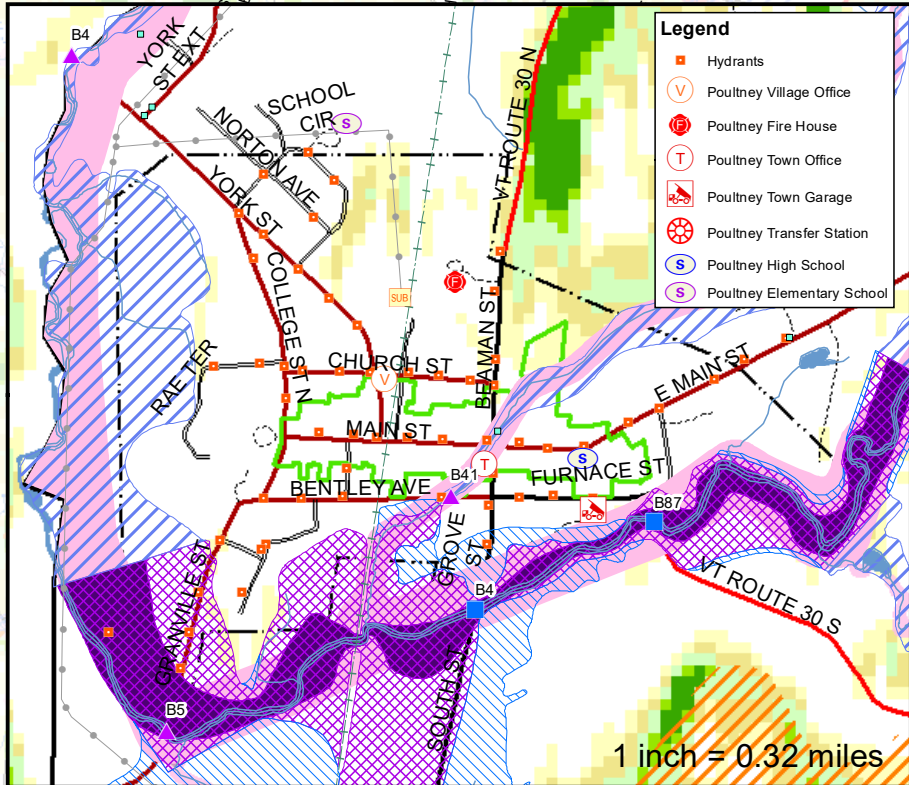 B4
YORK
ST EXT
SCHOOL
CIR
S
NORTON AVE
YORK ST
VT ROUTE 30 N
Legend
Hydrants
V Poultney Village Office
F Poultney Fire House
T Poultney Town Office
Poultney Town Garage
Poultney Transfer Station
S Poultney High School
S Poultney Elementary School
COLLEGE ST N
SUB
F
BEAMAN ST
RAE TER
CHURCH ST
V
E MAIN ST
MAIN ST
S
T
FURNACE ST
B41
BENTLEY AVE
B87
GROVE
ST
B4
GRANVILLE ST
VT ROUTE 30 S
SOUTH ST
B5
1 inch = 0.32 miles